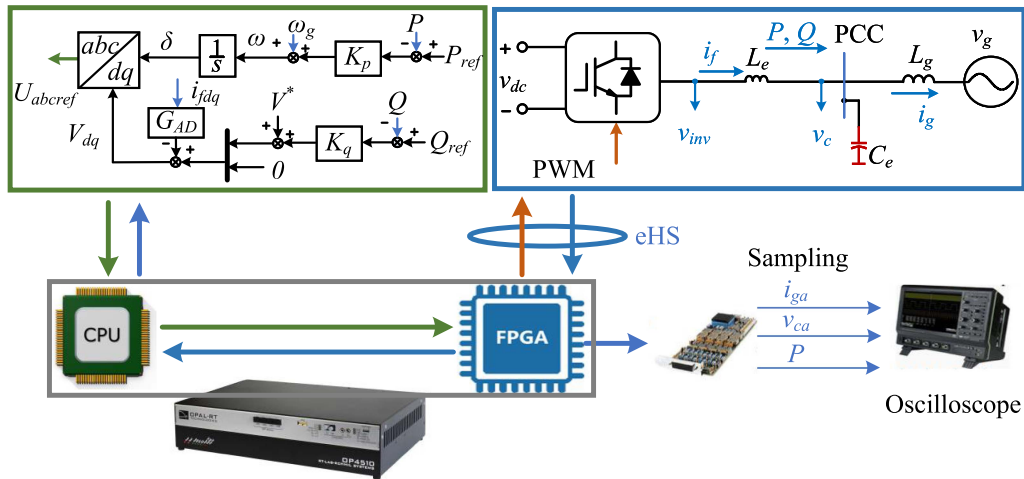 abc
dq
δ
1
s
ω
ω_g
K_p
P
P_ref
U_abcref
i_fdq
G_AD
V_dq
V*
K_q
Q
Q_ref
0
+
v_dc
−
PWM
i_f
L_e
P, Q
PCC
v_g
L_g
v_inv
v_c
i_g
C_e
eHS
CPU
FPGA
Sampling
i_ga
v_ca
P
Oscilloscope
OPAL-RT
OP4510